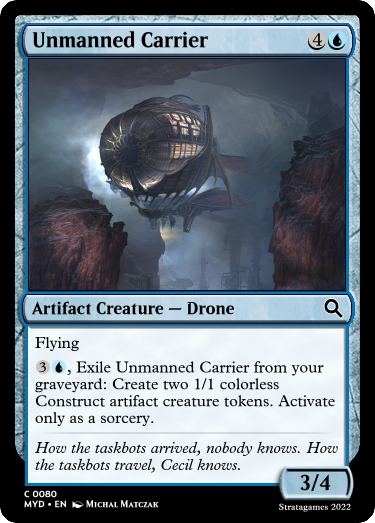 Unmanned Carrier 4
Artifact Creature — Drone
Flying
3, Exile Unmanned Carrier from your
graveyard: Create two 1/1 colorless
Construct artifact creature tokens. Activate
only as a sorcery.
How the taskbots arrived, nobody knows. How
the taskbots travel, Cecil knows.
3/4
C 0080
MYD • EN Michal Matczak
Stratagames 2022